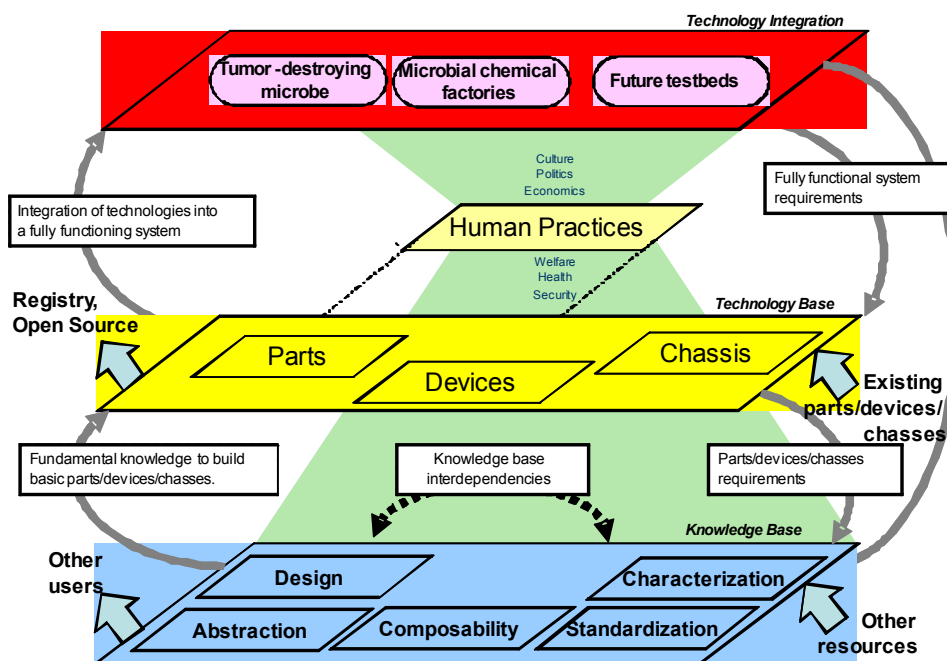 Technology Integration
Tumor -destroying
microbe
Microbial chemical
factories
Future testbeds
Culture
Politics
Economics
Integration of technologies into
a fully functioning system
Fully functional system
requirements
Human Practices
Welfare
Health
Security
Registry,
Open Source
Technology Base
Parts
Devices
Chassis
Existing
parts/devices/
chasses
Fundamental knowledge to build
basic parts/devices/chasses.
Knowledge base
interdependencies
Parts/devices/chasses
requirements
Knowledge Base
Other
users
Design
Characterization
Abstraction
Composability
Standardization
Other
resources